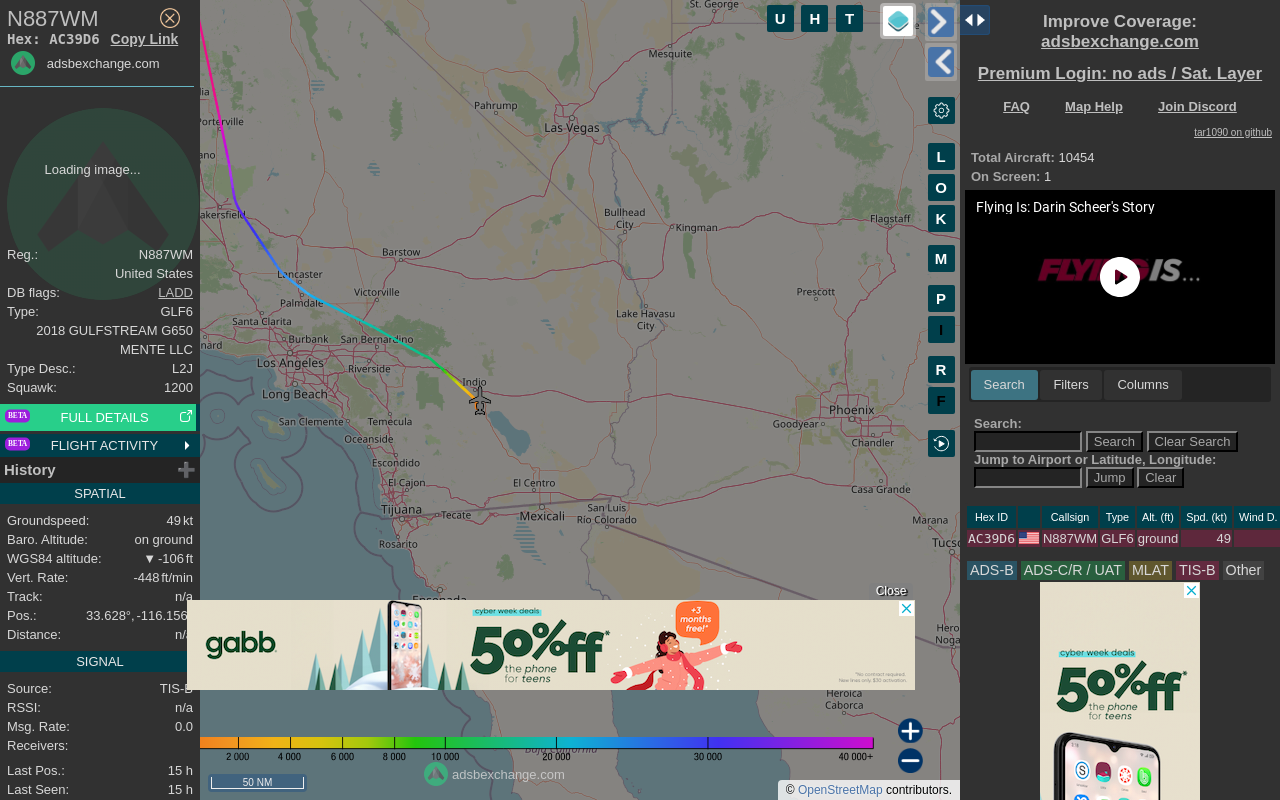 N887WM
Hex: AC39D6 Copy Link
adsbexchange.com
Loading image...
Reg.: N887WM
United States
DB flags: LADD
Type: GLF6
2018 GULFSTREAM G650
MENTE LLC
Type Desc.: L2J
Squawk: 1200
BETA FULL DETAILS
BETA FLIGHT ACTIVITY
History
SPATIAL
Groundspeed: 49 kt
Baro. Altitude: on ground
WGS84 altitude: ▼ -106 ft
Vert. Rate: -448 ft/min
Track: n/a
Pos.: 33.628°, -116.156
Distance: n/a
SIGNAL
Source: TIS-B
RSSI: n/a
Msg. Rate: 0.0
Receivers:
Last Pos.: 15 h
Last Seen: 15 h
St. George
Mesquite
Pahrump
Las Vegas
Porterville
Bullhead
City
Kingman
Flagstaff
Barstow
Lancaster
Palmdale
Victorville
Prescott
Santa Clarita
Lake Havasu
City
Burbank
San Bernardino
Los Angeles
Riverside
Long Beach
Indio
San Clemente
Temecula
Oceanside
Phoenix
Goodyear
Chandler
Escondido
El Cajon
El Centro
Casa Grande
Tijuana
Tecate
Mexicali
San Luis
Río Colorado
Marana
Rosarito
Ensenada
Heroica
Caborca
U H T
L
O
K
M
P
I
R
F
Close
gabb
cyber week deals
50%off*
the phone
for teens
+3
months
free!*
*No contract required.
New lines only. $30 activation
2 000 4 000 6 000 8 000 10 000 20 000 30 000 40 000+
50 NM
adsbexchange.com
© OpenStreetMap contributors.
Improve Coverage:
adsbexchange.com
Premium Login: no ads / Sat. Layer
FAQ Map Help Join Discord
tar1090 on github
Total Aircraft: 10454
On Screen: 1
Flying Is: Darin Scheer's Story
FLYING IS...
Search Filters Columns
Search:
Search Clear Search
Jump to Airport or Latitude, Longitude:
Jump Clear
Hex ID Callsign Type Alt. (ft) Spd. (kt) Wind D.
AC39D6 N887WM GLF6 ground 49
ADS-B ADS-C/R / UAT MLAT TIS-B Other
cyber week deals
50%off*
the phone
for teens